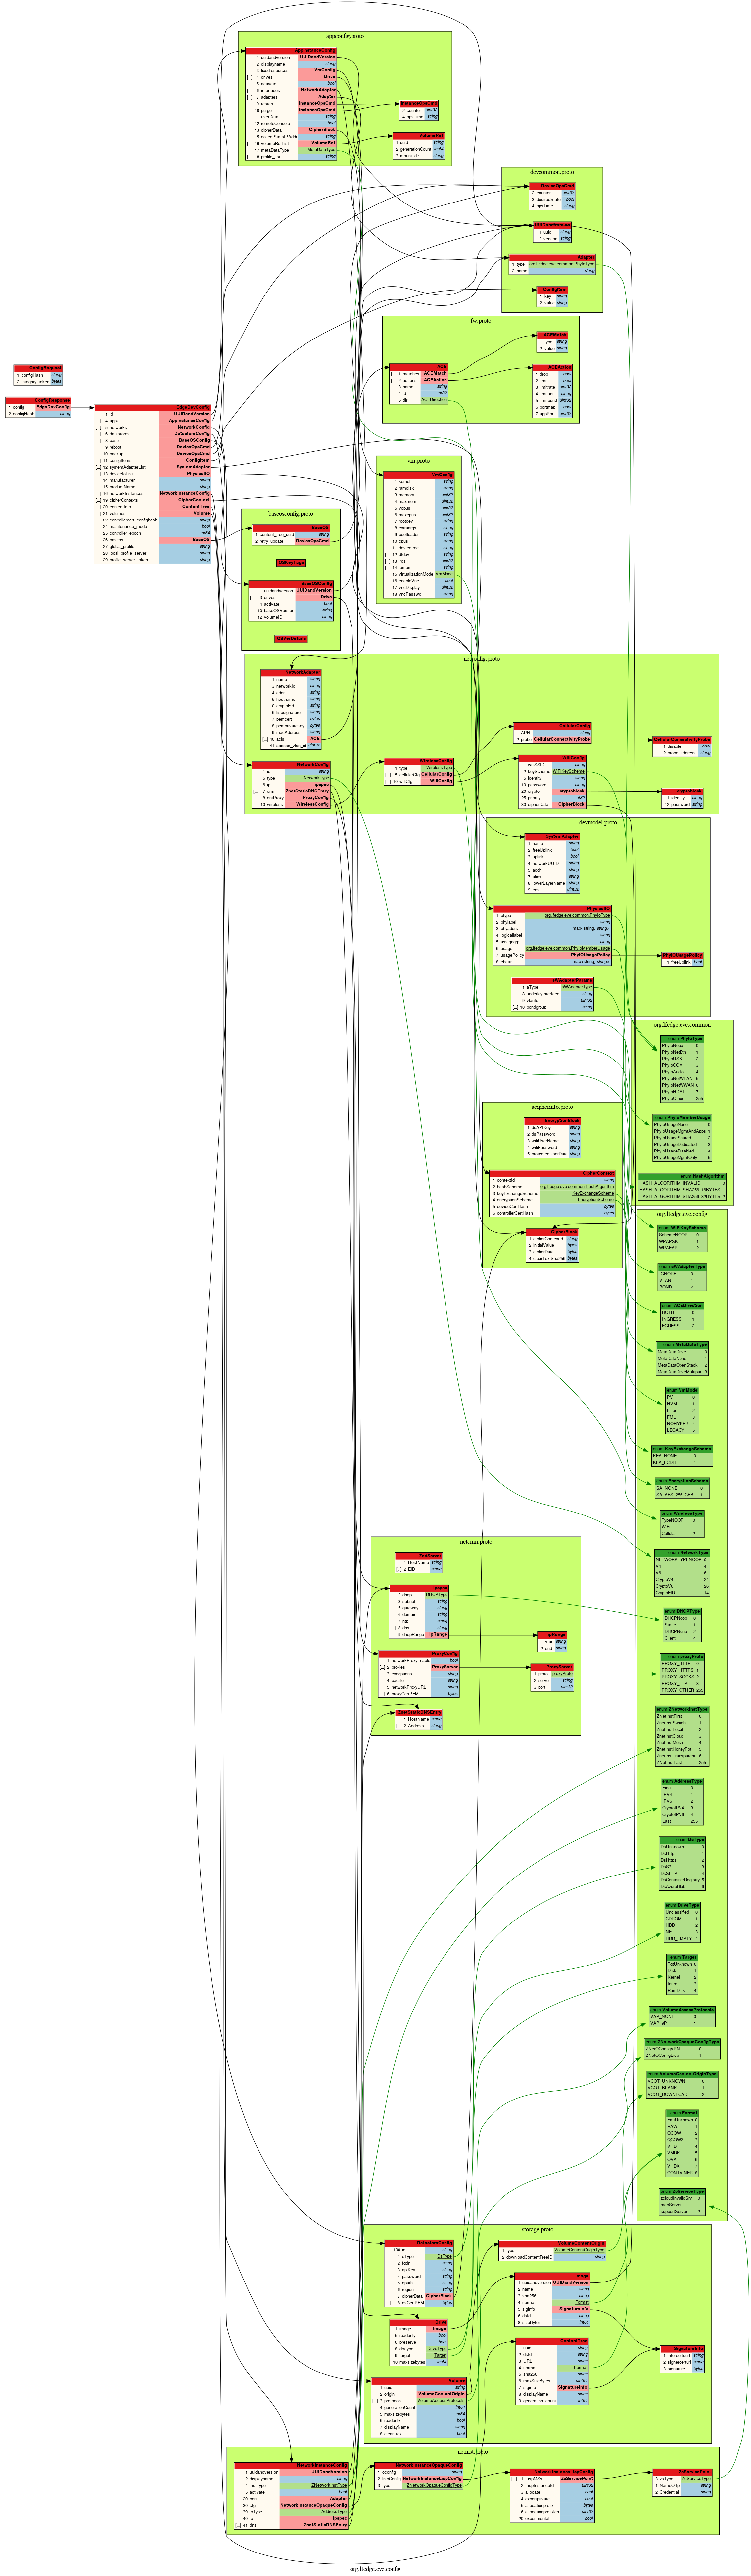 appconfig.proto
AppInstanceConfig
1 uuidandversion UUIDandVersion
2 displayname string
3 fixedresources VmConfig
[...] 4 drives Drive
5 activate bool
[...] 6 interfaces NetworkAdapter
[...] 7 adapters Adapter
9 restart InstanceOpsCmd
10 purge InstanceOpsCmd
11 userData string
12 remoteConsole bool
13 cipherData CipherBlock
15 collectStatsIPAddr string
[...] 16 volumeRefList VolumeRef
17 metaDataType MetaDataType
[...] 18 profile_list string
InstanceOpsCmd
2 counter uint32
4 opsTime string
VolumeRef
1 uuid string
2 generationCount int64
3 mount_dir string
devcommon.proto
DeviceOpsCmd
2 counter uint32
3 desiredState bool
4 opsTime string
UUIDandVersion
1 uuid string
2 version string
Adapter
1 type org.lfedge.eve.common.PhyIoType
2 name string
ConfigItem
1 key string
2 value string
fw.proto
ACE
[...] 1 matches ACEMatch
[...] 2 actions ACEAction
3 name string
4 id int32
5 dir ACEDirection
ACEMatch
1 type string
2 value string
ACEAction
1 drop bool
2 limit bool
3 limitrate uint32
4 limitunit string
5 limitburst uint32
6 portmap bool
7 appPort uint32
ConfigRequest
1 configHash string
2 integrity_token bytes
ConfigResponse
1 config EdgeDevConfig
2 configHash string
EdgeDevConfig
1 id UUIDandVersion
[...] 4 apps AppInstanceConfig
[...] 5 networks NetworkConfig
[...] 6 datastores DatastoreConfig
[...] 8 base BaseOSConfig
9 reboot DeviceOpsCmd
10 backup DeviceOpsCmd
[...] 11 configItems ConfigItem
[...] 12 systemAdapterList SystemAdapter
[...] 13 deviceIoList PhysicalIO
14 manufacturer string
15 productName string
[...] 18 networkInstances NetworkInstanceConfig
[...] 19 cipherContexts CipherContext
[...] 20 contentInfo ContentTree
[...] 21 volumes Volume
22 controllercert_confighash string
24 maintenance_mode bool
25 controller_epoch int64
26 baseos BaseOS
27 global_profile string
28 local_profile_server string
29 profile_server_token string
vm.proto
VmConfig
1 kernel string
2 ramdisk string
3 memory uint32
4 maxmem uint32
5 vcpus uint32
6 maxcpus uint32
7 rootdev string
8 extraargs string
9 bootloader string
10 cpus string
11 devicetree string
[...] 12 dtdev string
[...] 13 irqs uint32
[...] 14 iomem string
15 virtualizationMode VmMode
16 enableVnc bool
17 vncDisplay uint32
18 vncPasswd string
baseosconfig.proto
BaseOS
1 content_tree_uuid string
2 retry_update DeviceOpsCmd
OSKeyTags
BaseOSConfig
1 uuidandversion UUIDandVersion
[...] 3 drives Drive
4 activate bool
10 baseOSVersion string
12 volumeID string
OSVerDetails
netconfig.proto
NetworkAdapter
1 name string
3 networkId string
4 addr string
5 hostname string
10 cryptoEid string
6 lispsignature string
7 pemcert bytes
8 pemprivatekey bytes
9 macAddress string
[...] 40 acls ACE
41 access_vlan_id uint32
NetworkConfig
1 id string
5 type NetworkType
6 ip ipspec
[...] 7 dns ZnetStaticDNSEntry
8 entProxy ProxyConfig
10 wireless WirelessConfig
WirelessConfig
1 type WirelessType
[...] 5 cellularCfg CellularConfig
[...] 10 wifiCfg WifiConfig
CellularConfig
1 APN string
2 probe CellularConnectivityProbe
CellularConnectivityProbe
1 disable bool
2 probe_address string
WifiConfig
1 wifiSSID string
2 keyScheme WiFiKeyScheme
5 identity string
10 password string
20 crypto cryptoblock
25 priority int32
30 cipherData CipherBlock
cryptoblock
11 identity string
12 password string
devmodel.proto
SystemAdapter
1 name string
2 freeUplink bool
3 uplink bool
4 networkUUID string
5 addr string
7 alias string
8 lowerLayerName string
9 cost uint32
PhysicalIO
1 ptype org.lfedge.eve.common.PhyIoType
2 phylabel string
3 phyaddrs map<string, string>
4 logicallabel string
5 assigngrp string
6 usage org.lfedge.eve.common.PhyIoMemberUsage
7 usagePolicy PhyIOUsagePolicy
8 cbattr map<string, string>
PhyIOUsagePolicy
1 freeUplink bool
sWAdapterParams
1 aType sWAdapterType
8 underlayInterface string
9 vlanId uint32
[...] 10 bondgroup string
org.lfedge.eve.common
enum PhyIoType
PhyIoNoop 0
PhyIoNetEth 1
PhyIoUSB 2
PhyIoCOM 3
PhyIoAudio 4
PhyIoNetWLAN 5
PhyIoNetWWAN 6
PhyIoHDMI 7
PhyIoOther 255
enum PhyIoMemberUsage
PhyIoUsageNone 0
PhyIoUsageMgmtAndApps 1
PhyIoUsageShared 2
PhyIoUsageDedicated 3
PhyIoUsageDisabled 4
PhyIoUsageMgmtOnly 5
enum HashAlgorithm
HASH_ALGORITHM_INVALID 0
HASH_ALGORITHM_SHA256_16BYTES 1
HASH_ALGORITHM_SHA256_32BYTES 2
acipherinfo.proto
EncryptionBlock
1 dsAPIKey string
2 dsPassword string
3 wifiUserName string
4 wifiPassword string
5 protectedUserData string
CipherContext
1 contextId string
2 hashScheme org.lfedge.eve.common.HashAlgorithm
3 keyExchangeScheme KeyExchangeScheme
4 encryptionScheme EncryptionScheme
5 deviceCertHash bytes
6 controllerCertHash bytes
CipherBlock
1 cipherContextId string
2 initialValue bytes
3 cipherData bytes
4 clearTextSha256 bytes
org.lfedge.eve.config
enum WiFiKeyScheme
SchemeNOOP 0
WPAPSK 1
WPAEAP 2
enum sWAdapterType
IGNORE 0
VLAN 1
BOND 2
enum ACEDirection
BOTH 0
INGRESS 1
EGRESS 2
enum MetaDataType
MetaDataDrive 0
MetaDataNone 1
MetaDataOpenStack 2
MetaDataDriveMultipart 3
enum VmMode
PV 0
HVM 1
Filler 2
FML 3
NOHYPER 4
LEGACY 5
enum KeyExchangeScheme
KEA_NONE 0
KEA_ECDH 1
enum EncryptionScheme
SA_NONE 0
SA_AES_256_CFB 1
enum WirelessType
TypeNOOP 0
WiFi 1
Cellular 2
enum NetworkType
NETWORKTYPENOOP 0
V4 4
V6 6
CryptoV4 24
CryptoV6 26
CryptoEID 14
enum DHCPType
DHCPNoop 0
Static 1
DHCPNone 2
Client 4
enum proxyProto
PROXY_HTTP 0
PROXY_HTTPS 1
PROXY_SOCKS 2
PROXY_FTP 3
PROXY_OTHER 255
enum ZNetworkInstType
ZNetInstFirst 0
ZnetInstSwitch 1
ZnetInstLocal 2
ZnetInstCloud 3
ZnetInstMesh 4
ZnetInstHoneyPot 5
ZnetInstTransparent 6
ZNetInstLast 255
enum AddressType
First 0
IPV4 1
IPV6 2
CryptoIPV4 3
CryptoIPV6 4
Last 255
enum DsType
DsUnknown 0
DsHttp 1
DsHttps 2
DsS3 3
DsSFTP 4
DsContainerRegistry 5
DsAzureBlob 6
enum DriveType
Unclassified 0
CDROM 1
HDD 2
NET 3
HDD_EMPTY 4
enum Target
TgtUnknown 0
Disk 1
Kernel 2
Initrd 3
RamDisk 4
enum VolumeAccessProtocols
VAP_NONE 0
VAP_9P 1
enum ZNetworkOpaqueConfigType
ZNetOConfigVPN 0
ZNetOConfigLisp 1
enum VolumeContentOriginType
VCOT_UNKNOWN 0
VCOT_BLANK 1
VCOT_DOWNLOAD 2
enum Format
FmtUnknown 0
RAW 1
QCOW 2
QCOW2 3
VHD 4
VMDK 5
OVA 6
VHDX 7
CONTAINER 8
enum ZcServiceType
zcloudInvalidSrv 0
mapServer 1
supportServer 2
netcmn.proto
ZedServer
1 HostName string
[...] 2 EID string
ipspec
2 dhcp DHCPType
3 subnet string
5 gateway string
6 domain string
7 ntp string
[...] 8 dns string
9 dhcpRange ipRange
ipRange
1 start string
2 end string
ProxyConfig
1 networkProxyEnable bool
[...] 2 proxies ProxyServer
3 exceptions string
4 pacfile string
5 networkProxyURL string
[...] 6 proxyCertPEM bytes
ProxyServer
1 proto proxyProto
2 server string
3 port uint32
ZnetStaticDNSEntry
1 HostName string
[...] 2 Address string
storage.proto
DatastoreConfig
100 id string
1 dType DsType
2 fqdn string
3 apiKey string
4 password string
5 dpath string
6 region string
7 cipherData CipherBlock
[...] 8 dsCertPEM bytes
VolumeContentOrigin
1 type VolumeContentOriginType
2 downloadContentTreeID string
Image
1 uuidandversion UUIDandVersion
2 name string
3 sha256 string
4 iformat Format
5 siginfo SignatureInfo
6 dsId string
8 sizeBytes int64
Drive
1 image Image
5 readonly bool
6 preserve bool
8 drvtype DriveType
9 target Target
10 maxsizebytes int64
ContentTree
1 uuid string
2 dsId string
3 URL string
4 iformat Format
5 sha256 string
6 maxSizeBytes uint64
7 siginfo SignatureInfo
8 displayName string
9 generation_count int64
SignatureInfo
1 intercertsurl string
2 signercerturl string
3 signature bytes
Volume
1 uuid string
2 origin VolumeContentOrigin
[...] 3 protocols VolumeAccessProtocols
4 generationCount int64
5 maxsizebytes int64
6 readonly bool
7 displayName string
8 clear_text bool
netinst.proto
NetworkInstanceConfig
1 uuidandversion UUIDandVersion
2 displayname string
4 instType ZNetworkInstType
5 activate bool
20 port Adapter
30 cfg NetworkInstanceOpaqueConfig
39 ipType AddressType
40 ip ipspec
[...] 41 dns ZnetStaticDNSEntry
NetworkInstanceOpaqueConfig
1 oconfig string
2 lispConfig NetworkInstanceLispConfig
3 type ZNetworkOpaqueConfigType
NetworkInstanceLispConfig
[...] 1 LispMSs ZcServicePoint
2 LispInstanceId uint32
3 allocate bool
4 exportprivate bool
5 allocationprefix bytes
6 allocationprefixlen uint32
20 experimental bool
ZcServicePoint
3 zsType ZcServiceType
1 NameOrIp string
2 Credential string
org.lfedge.eve.config